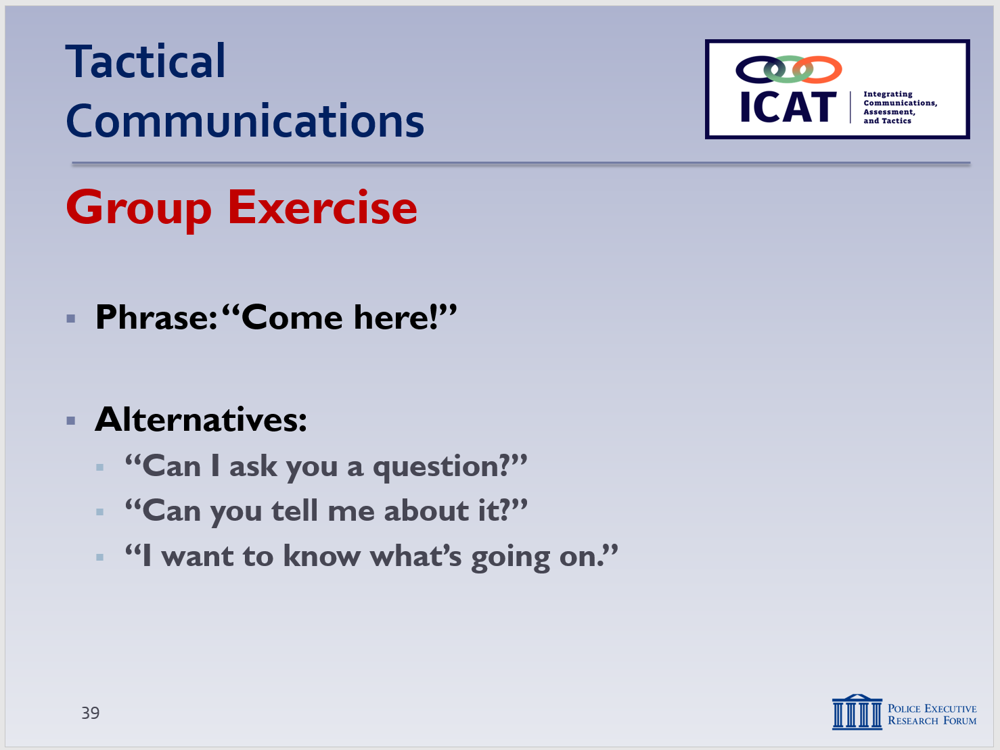 Tactical
Communications
ICAT
Integrating
Communications,
Assessment,
and Tactics
Group Exercise
Phrase: “Come here!”
Alternatives:
“Can I ask you a question?”
“Can you tell me about it?”
“I want to know what’s going on.”
39
POLICE EXECUTIVE
RESEARCH FORUM